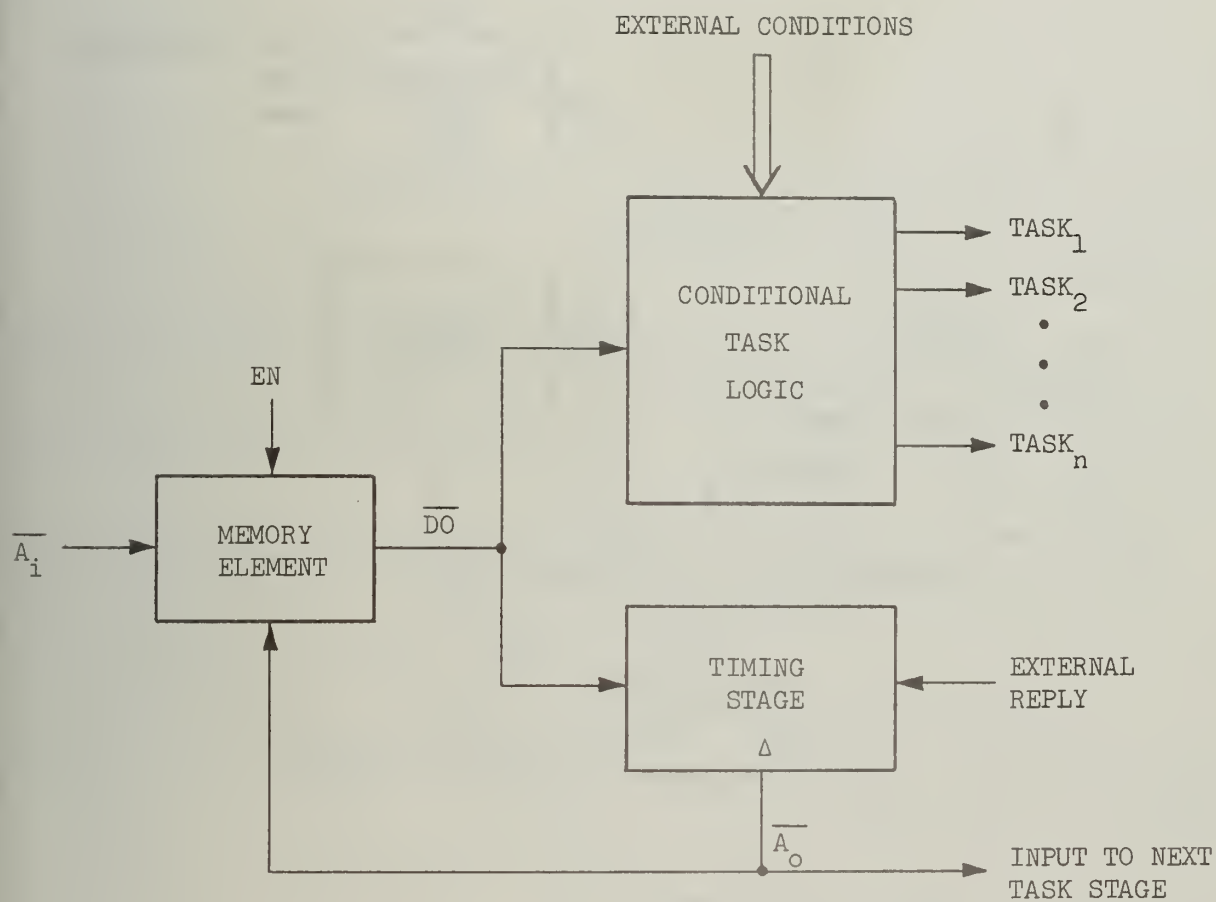 EXTERNAL CONDITIONS
TASK₁
TASK₂
CONDITIONAL
TASK
LOGIC
TASKₙ
EN
A̅ᵢ
MEMORY
ELEMENT
D̅O̅
TIMING
STAGE
Δ
EXTERNAL
REPLY
A̅ₒ
INPUT TO NEXT
TASK STAGE